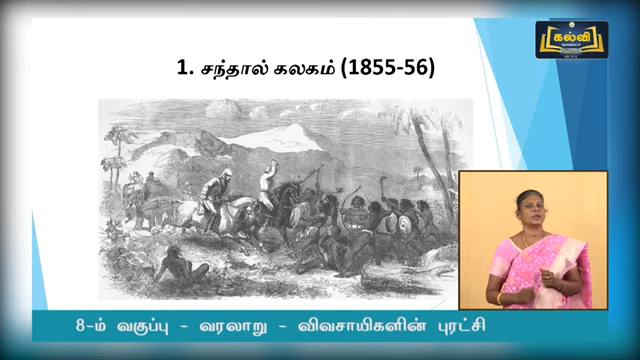 கல்வி
1. சந்தால் கலகம் (1855-56)
8-ம் வகுப்பு - வரலாறு - விவசாயிகளின் புரட்சி